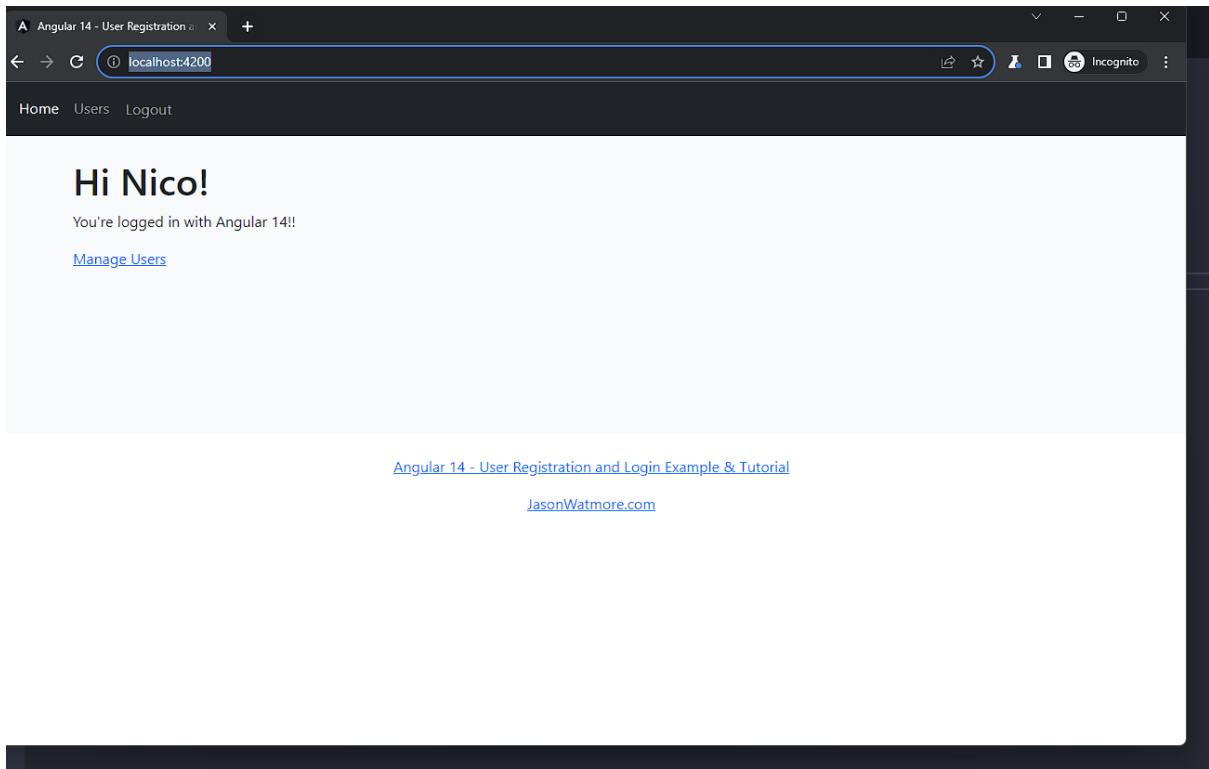 Angular 14 - User Registration a
localhost:4200
Incognito
Home Users Logout
Hi Nico!
You're logged in with Angular 14!!
Manage Users
Angular 14 - User Registration and Login Example & Tutorial
JasonWatmore.com